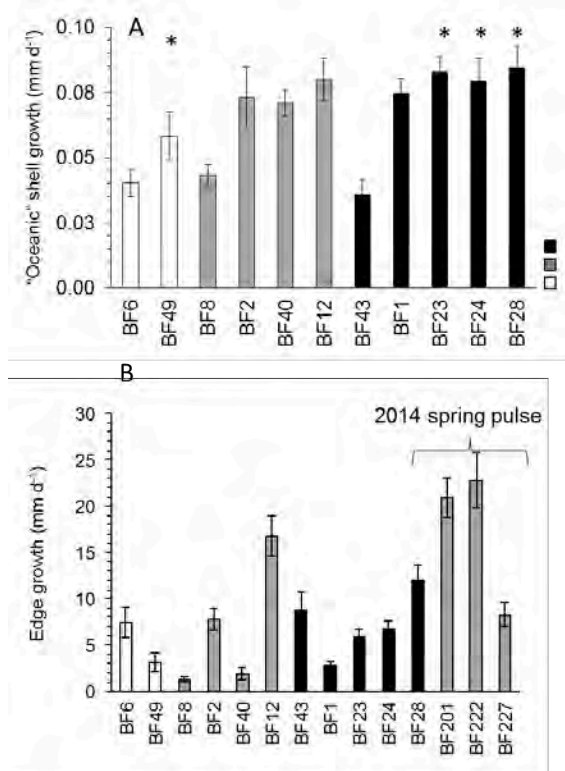 A
"Oceanic" shell growth (mm d⁻¹)
0.10
0.08
0.05
0.03
0.00
*
* * *
BF6 BF49 BF8 BF2 BF40 BF12 BF43 BF1 BF23 BF24 BF28
B
Edge growth (mm d⁻¹)
30
25
20
15
10
5
0
2014 spring pulse
BF6 BF49 BF8 BF2 BF40 BF12 BF43 BF1 BF23 BF24 BF28 BF201 BF222 BF227